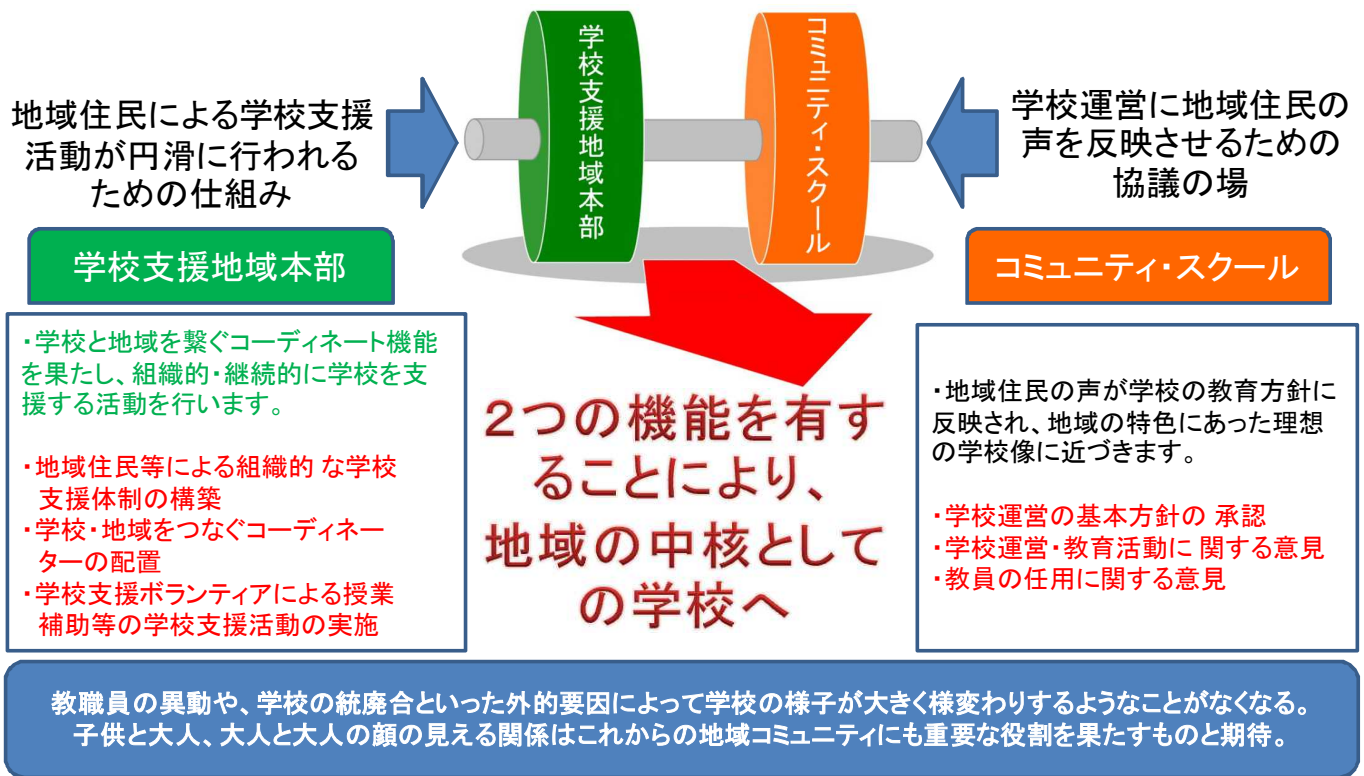 学校支援地域本部
コミュニティ・スクール
地域住民による学校支援
活動が円滑に行われる
ための仕組み
学校運営に地域住民の
声を反映させるための
協議の場
学校支援地域本部
コミュニティ・スクール
・学校と地域を繋ぐコーディネート機能
を果たし、組織的・継続的に学校を支
援する活動を行います。
・地域住民等による組織的 な学校
支援体制の構築
・学校・地域をつなぐコーディネー
ターの配置
・学校支援ボランティアによる授業
補助等の学校支援活動の実施
2つの機能を有す
ることにより、
地域の中核として
の学校へ
・地域住民の声が学校の教育方針に
反映され、地域の特色にあった理想
の学校像に近づきます。
・学校運営の基本方針の 承認
・学校運営・教育活動に 関する意見
・教員の任用に関する意見
教職員の異動や、学校の統廃合といった外的要因によって学校の様子が大きく様変わりするようなことがなくなる。
子供と大人、大人と大人の顔の見える関係はこれからの地域コミュニティにも重要な役割を果たすものと期待。